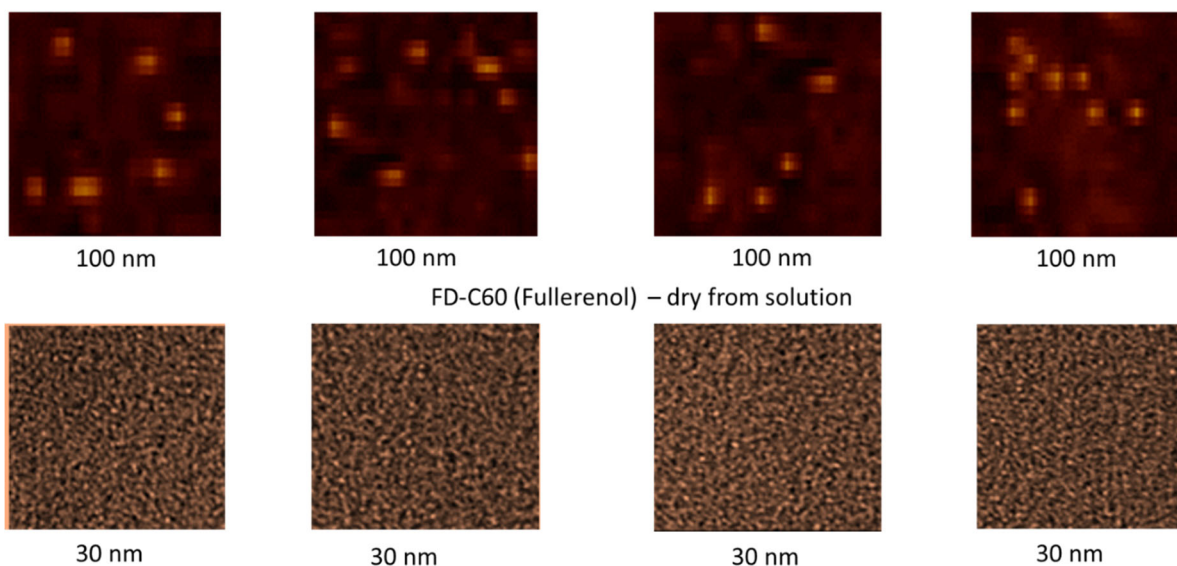 100 nm 100 nm 100 nm 100 nm
FD-C60 (Fullerenol) – dry from solution
30 nm 30 nm 30 nm 30 nm